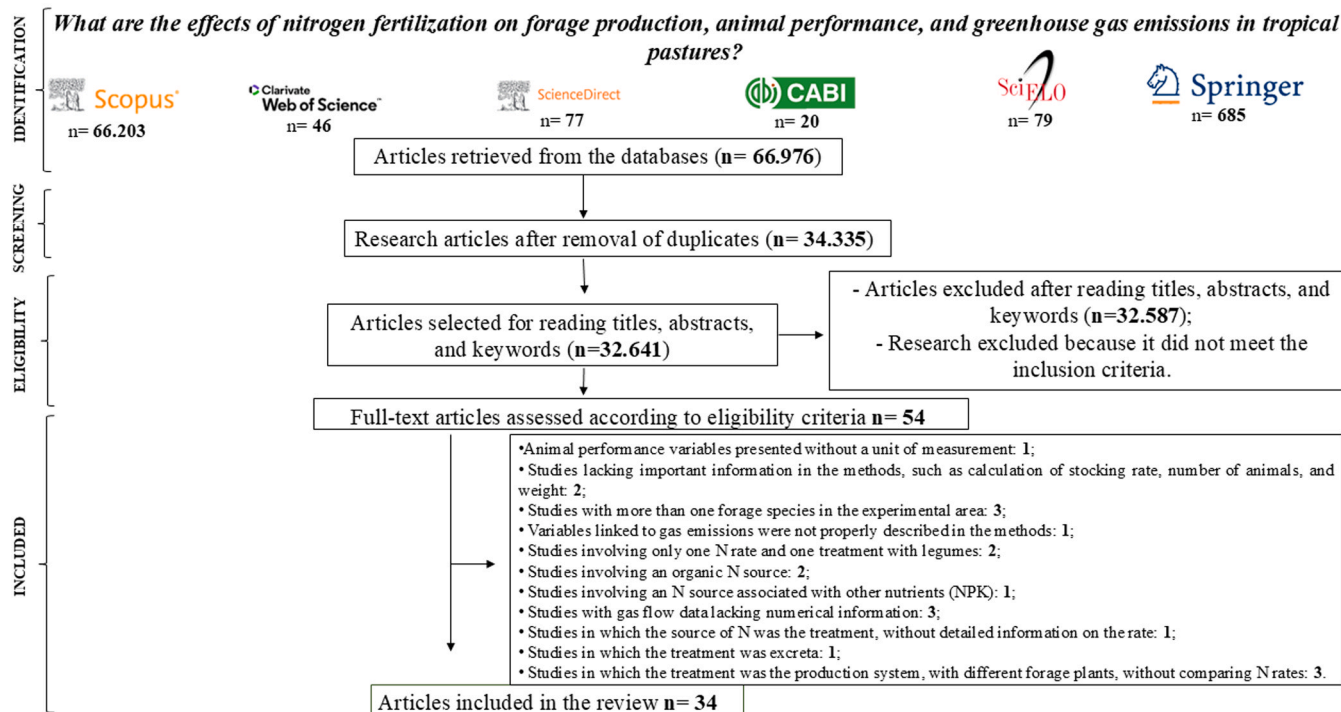 What are the effects of nitrogen fertilization on forage production, animal performance, and greenhouse gas emissions in tropical
pastures?
IDENTIFICATION
Scopus
n= 66.203
Clarivate
Web of Science™
n= 46
ScienceDirect
n= 77
CABI
n= 20
SciELO
n= 79
Springer
n= 685
Articles retrieved from the databases (n= 66.976)
SCREENING
Research articles after removal of duplicates (n= 34.335)
ELIGIBILITY
Articles selected for reading titles, abstracts,
and keywords (n=32.641)
- Articles excluded after reading titles, abstracts, and
keywords (n=32.587);
- Research excluded because it did not meet the
inclusion criteria.
Full-text articles assessed according to eligibility criteria n= 54
INCLUDED
•Animal performance variables presented without a unit of measurement: 1;
• Studies lacking important information in the methods, such as calculation of stocking rate, number of animals, and
weight: 2;
• Studies with more than one forage species in the experimental area: 3;
• Variables linked to gas emissions were not properly described in the methods: 1;
• Studies involving only one N rate and one treatment with legumes: 2;
• Studies involving an organic N source: 2;
• Studies involving an N source associated with other nutrients (NPK): 1;
• Studies with gas flow data lacking numerical information: 3;
• Studies in which the source of N was the treatment, without detailed information on the rate: 1;
• Studies in which the treatment was excreta: 1;
• Studies in which the treatment was the production system, with different forage plants, without comparing N rates: 3.
Articles included in the review n= 34